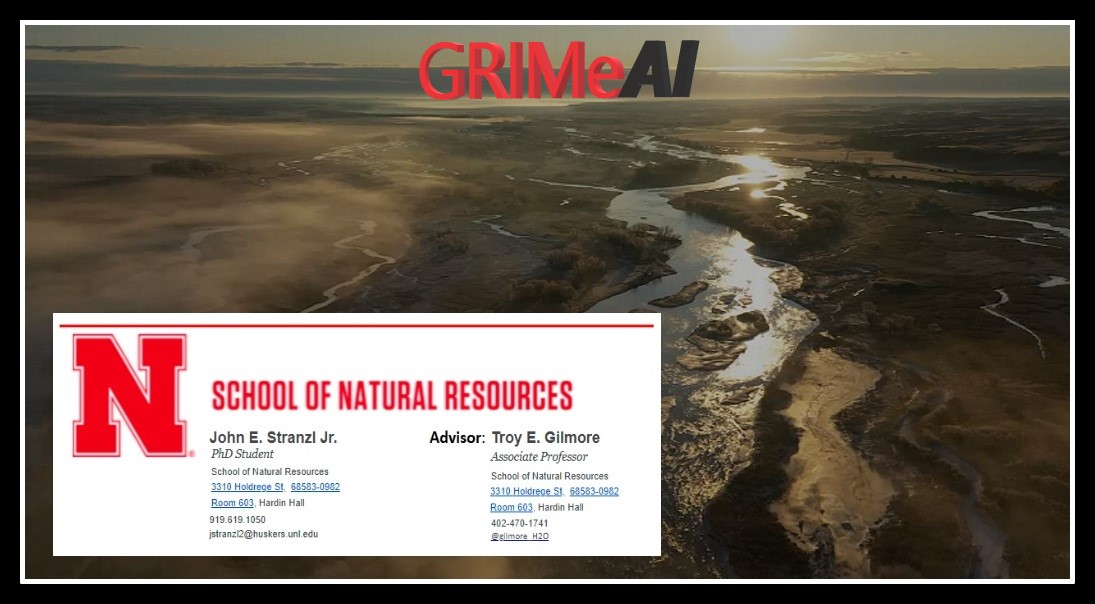 GRIMeAI
N
SCHOOL OF NATURAL RESOURCES
John E. Stranzl Jr.
PhD Student
School of Natural Resources
3310 Holdrege St, 68583-0982
Room 603, Hardin Hall
919.619.1050
jstranzl2@huskers.unl.edu
Advisor: Troy E. Gilmore
Associate Professor
School of Natural Resources
3310 Holdrege St, 68583-0982
Room 603, Hardin Hall
402-470-1741
@gilmore_H2O